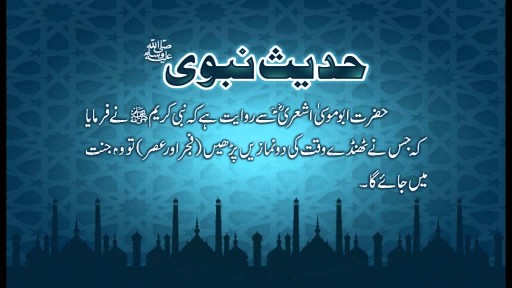 حدیث نبوی ﷺ
حضرت ابو موسیٰ اشعریؓ سے روایت ہے کہ نبی کریم ﷺ نے فرمایا
کہ جس نے ٹھنڈے وقت کی دو نمازیں پڑھیں (فجر اور عصر) تو وہ جنت
میں جائے گا۔